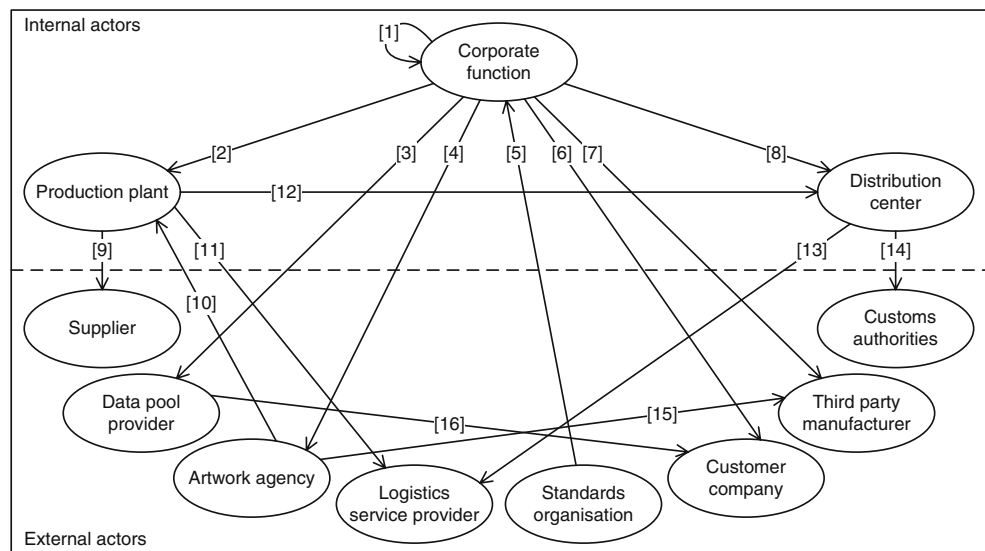 Internal actors
[1]
Corporate
function
[2]
[3]
[4]
[5]
[6]
[7]
[8]
Production plant
[12]
Distribution
center
[9]
[11]
[13]
[14]
[10]
Supplier
Customs
authorities
Data pool
provider
[16]
[15]
Third party
manufacturer
Artwork agency
Logistics
service provider
Standards
organisation
Customer
company
External actors